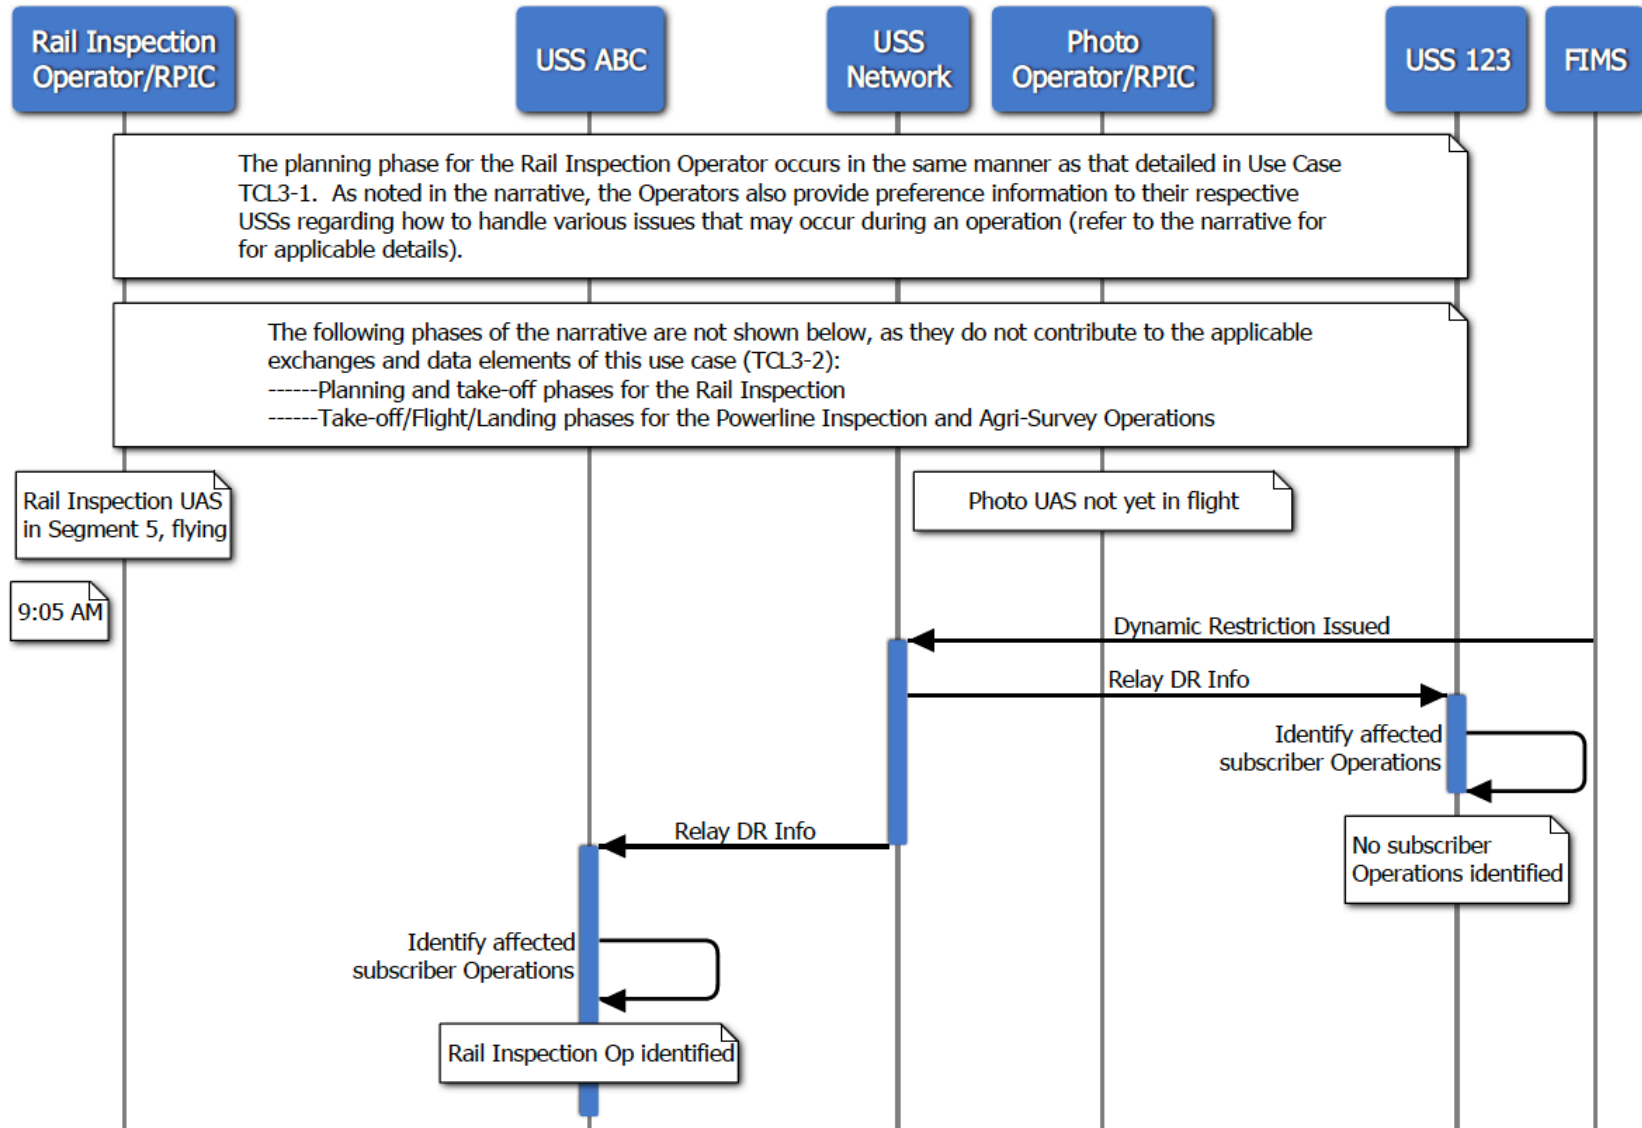 Rail Inspection
Operator/RPIC
USS ABC
USS
Network
Photo
Operator/RPIC
USS 123
FIMS
The planning phase for the Rail Inspection Operator occurs in the same manner as that detailed in Use Case
TCL3-1. As noted in the narrative, the Operators also provide preference information to their respective
USSs regarding how to handle various issues that may occur during an operation (refer to the narrative for
for applicable details).
The following phases of the narrative are not shown below, as they do not contribute to the applicable
exchanges and data elements of this use case (TCL3-2):
------Planning and take-off phases for the Rail Inspection
------Take-off/Flight/Landing phases for the Powerline Inspection and Agri-Survey Operations
Rail Inspection UAS
in Segment 5, flying
Photo UAS not yet in flight
9:05 AM
Dynamic Restriction Issued
Relay DR Info
Identify affected
subscriber Operations
Relay DR Info
No subscriber
Operations identified
Identify affected
subscriber Operations
Rail Inspection Op identified